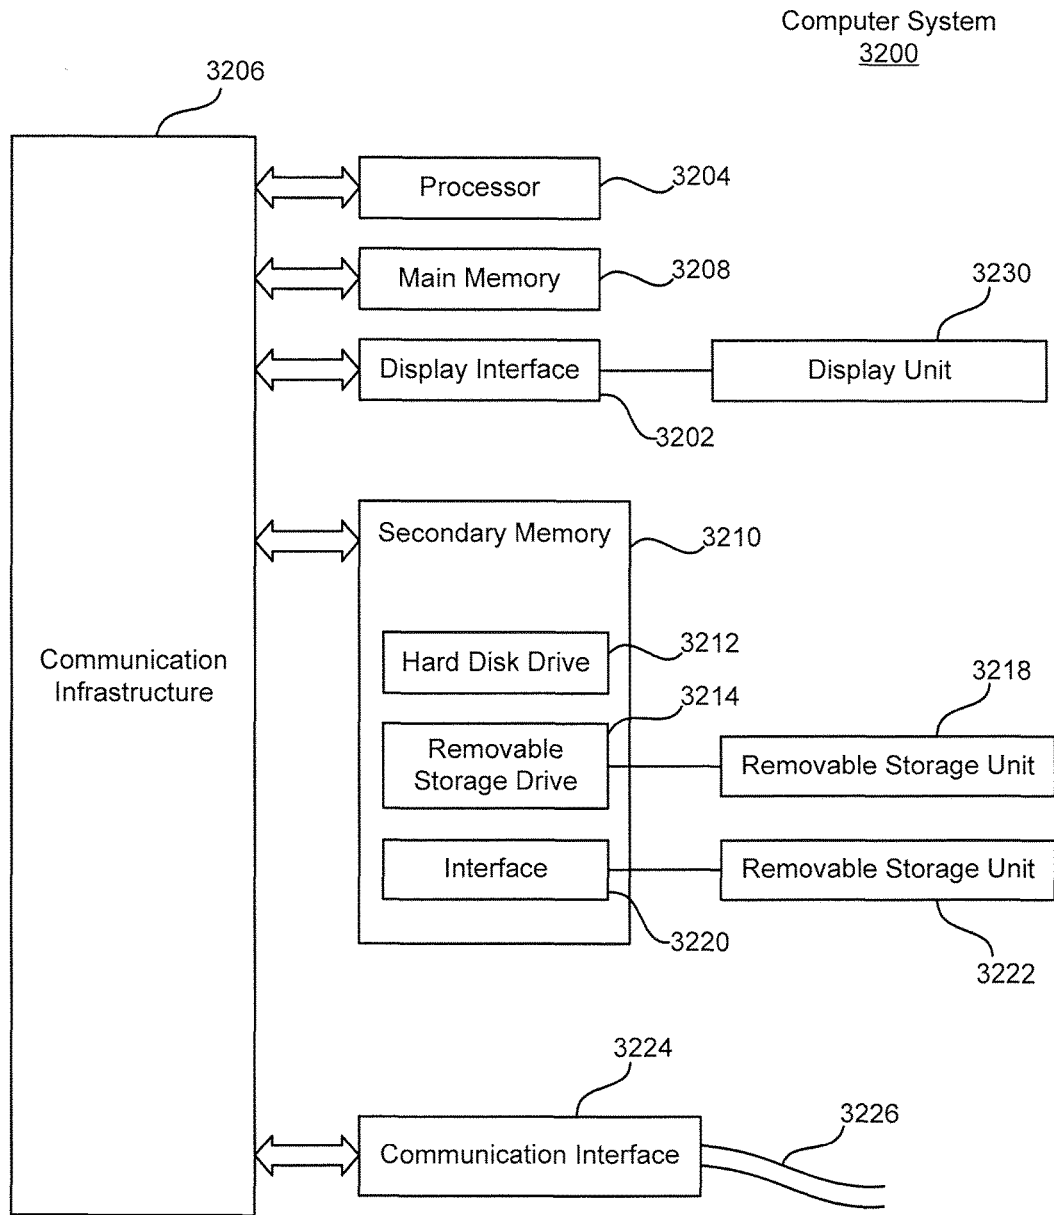 Computer System
3200
3206
Processor
3204
Main Memory
3208
3230
Display Interface
Display Unit
3202
Secondary Memory
3210
Communication
Infrastructure
Hard Disk Drive
3212
3214
3218
Removable
Storage Drive
Removable Storage Unit
Interface
Removable Storage Unit
3220
3222
3224
Communication Interface
3226